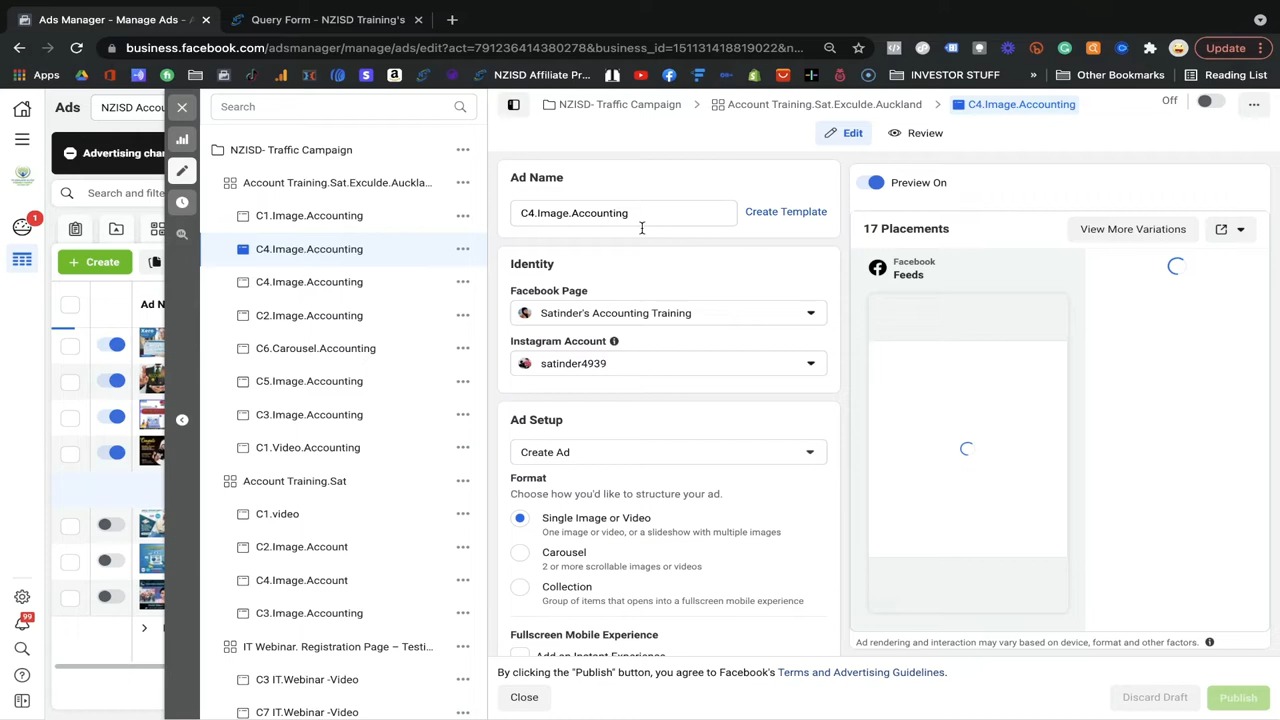 Ads Manager - Manage Ads - A
Query Form - NZISD Training's
business.facebook.com/adsmanager/manage/ads/edit?act=791236414380278&business_id=151131418819022&n...
Update
Apps
NZISD Affiliate Pr...
INVESTOR STUFF
Other Bookmarks
Reading List
Ads
NZISD Accou
Search
NZISD- Traffic Campaign
Account Training.Sat.Exculde.Auckland
C4.Image.Accounting
Off
Edit
Review
Advertising char
NZISD- Traffic Campaign
Account Training.Sat.Exculde.Auckla...
C1.Image.Accounting
C4.Image.Accounting
C4.Image.Accounting
C2.Image.Accounting
C6.Carousel.Accounting
C5.Image.Accounting
C3.Image.Accounting
C1.Video.Accounting
Account Training.Sat
C1.video
C2.Image.Account
C4.Image.Account
C3.Image.Accounting
IT Webinar. Registration Page – Testi...
C3 IT.Webinar -Video
C7 IT.Webinar -Video
Search and filte
1
Create
Ad N
99
Ad Name
C4.Image.Accounting
Create Template
Identity
Facebook Page
Satinder's Accounting Training
Instagram Account
satinder4939
Ad Setup
Create Ad
Format
Choose how you'd like to structure your ad.
Single Image or Video
One image or video, or a slideshow with multiple images
Carousel
2 or more scrollable images or videos
Collection
Group of items that opens into a fullscreen mobile experience
Fullscreen Mobile Experience
Add an Instant Experience
Preview On
17 Placements
View More Variations
Facebook
Feeds
Ad rendering and interaction may vary based on device, format and other factors.
By clicking the "Publish" button, you agree to Facebook's Terms and Advertising Guidelines.
Close
Discard Draft
Publish